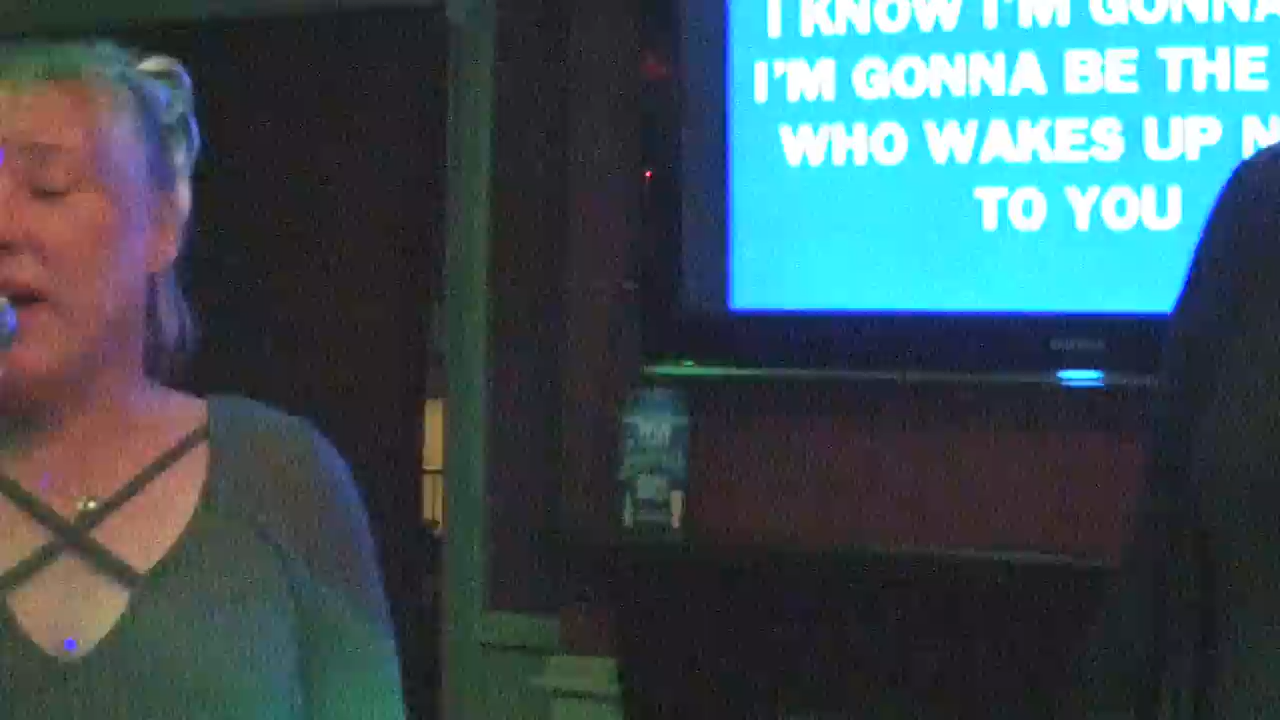 I KNOW I'M GONNA
I'M GONNA BE THE
WHO WAKES UP
TO YOU